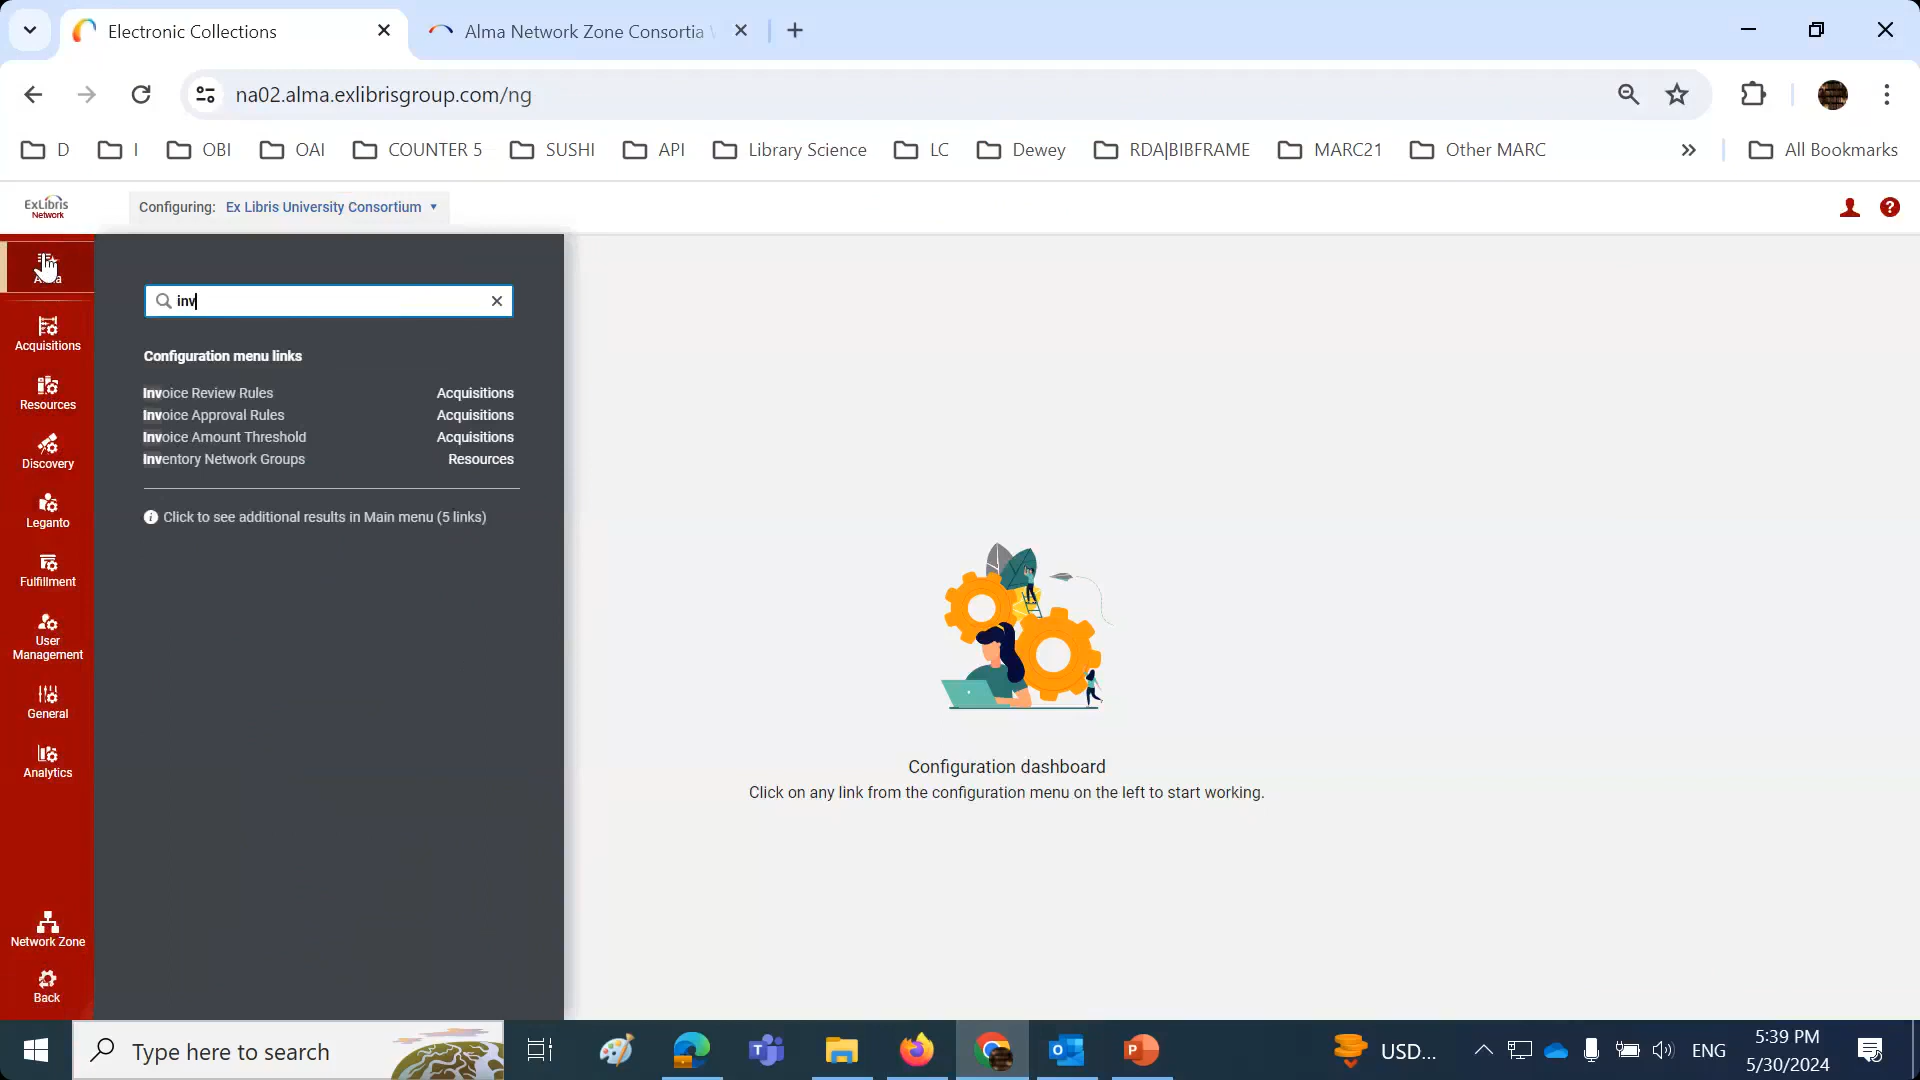 Electronic Collections
Alma Network Zone Consortia
na02.alma.exlibrisgroup.com/ng
D I OBI OAI COUNTER 5 SUSHI API Library Science LC Dewey RDA|BIBFRAME MARC21 Other MARC » All Bookmarks
ExLibris
Network
Configuring: Ex Libris University Consortium
Alma
Acquisitions
Resources
Discovery
Leganto
Fulfillment
User
Management
General
Analytics
Network Zone
Back
inv
Configuration menu links
Invoice Review Rules Acquisitions
Invoice Approval Rules Acquisitions
Invoice Amount Threshold Acquisitions
Inventory Network Groups Resources
Click to see additional results in Main menu (5 links)
Configuration dashboard
Click on any link from the configuration menu on the left to start working.
Type here to search
USD...
ENG
5:39 PM
5/30/2024